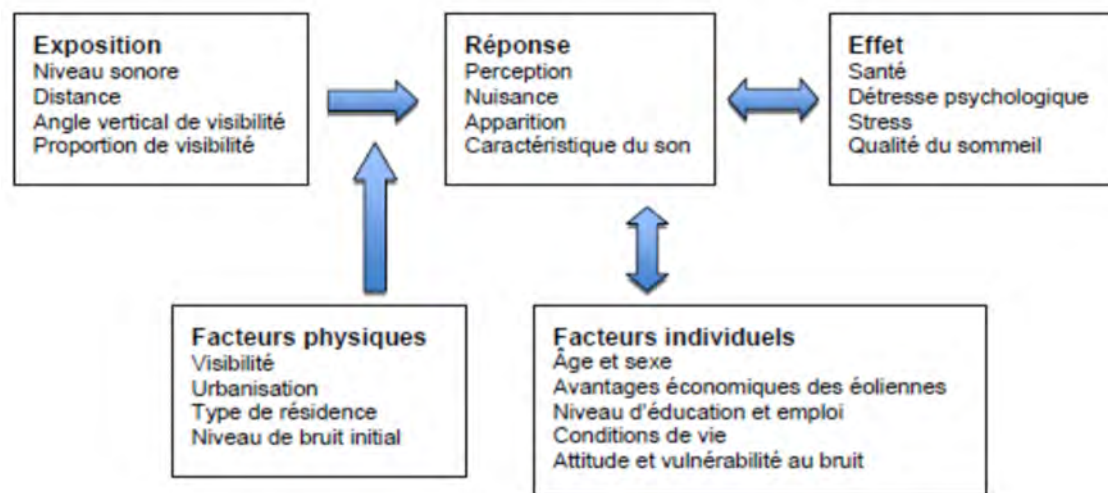 Exposition
Niveau sonore
Distance
Angle vertical de visibilité
Proportion de visibilité
Réponse
Perception
Nuisance
Apparition
Caractéristique du son
Effet
Santé
Détresse psychologique
Stress
Qualité du sommeil
Facteurs physiques
Visibilité
Urbanisation
Type de résidence
Niveau de bruit initial
Facteurs individuels
Âge et sexe
Avantages économiques des éoliennes
Niveau d'éducation et emploi
Conditions de vie
Attitude et vulnérabilité au bruit